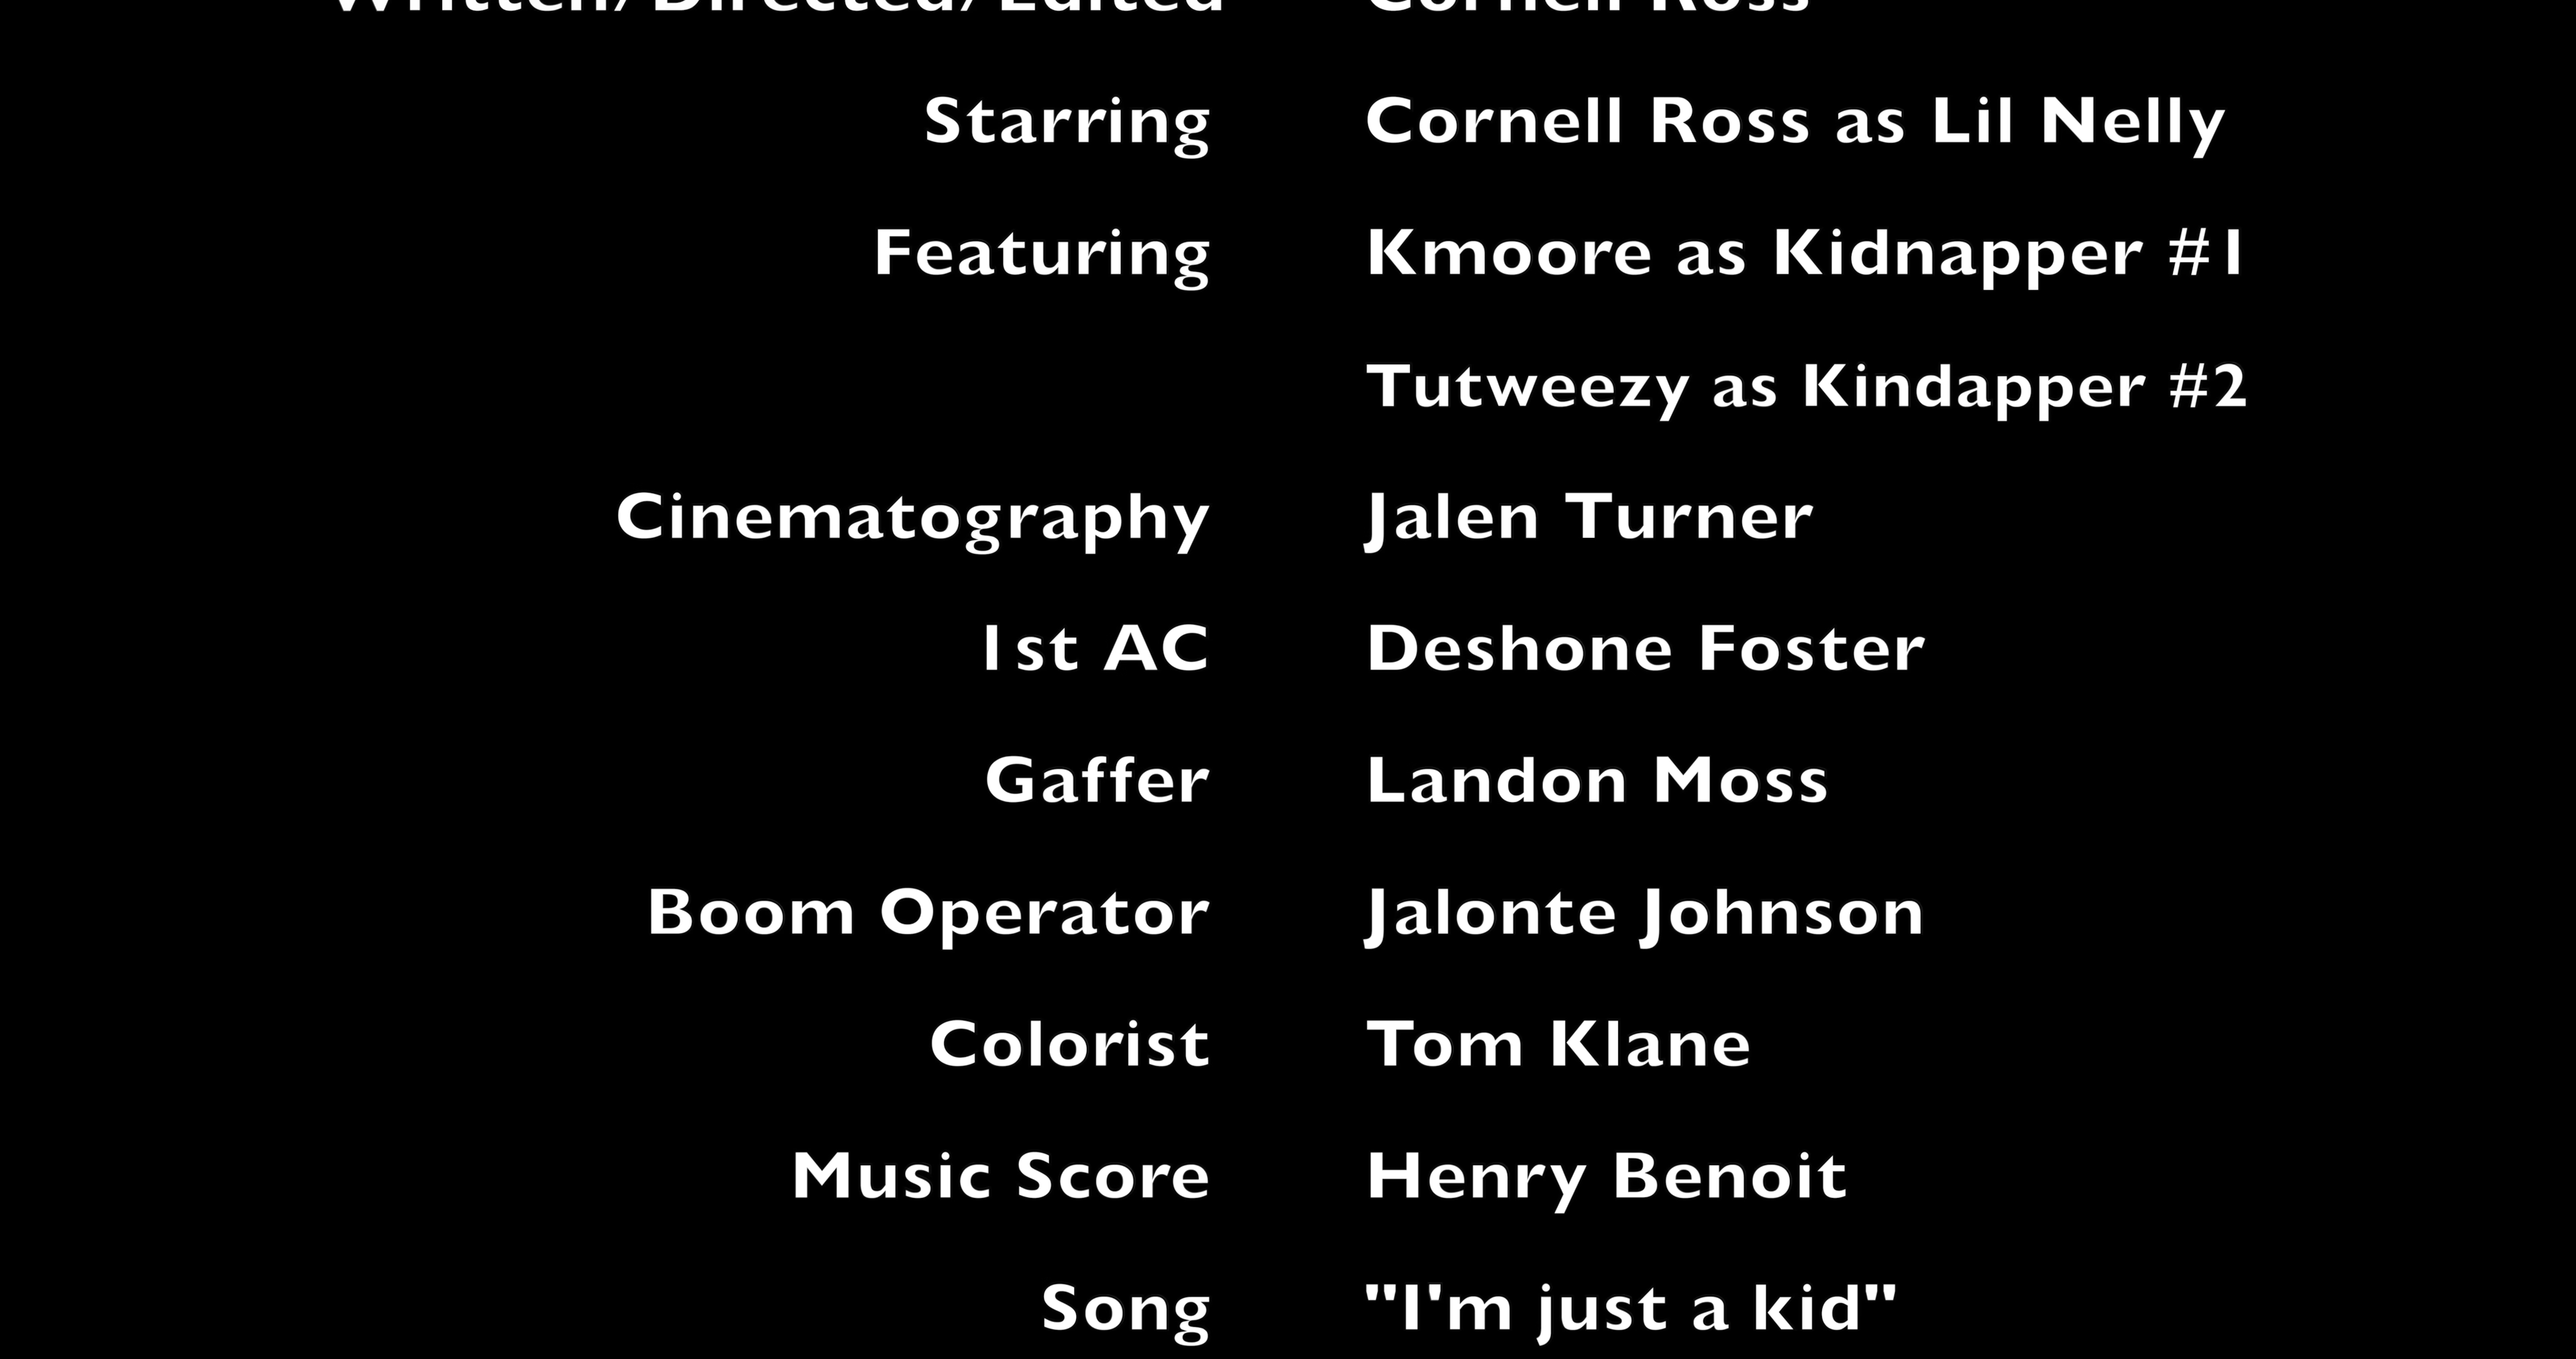 Written/Directed/Edited Cornell Ross
Starring Cornell Ross as Lil Nelly
Featuring Kmoore as Kidnapper #1
Tutweezy as Kindapper #2
Cinematography Jalen Turner
1st AC Deshone Foster
Gaffer Landon Moss
Boom Operator Jalonte Johnson
Colorist Tom Klane
Music Score Henry Benoit
Song "I'm just a kid"